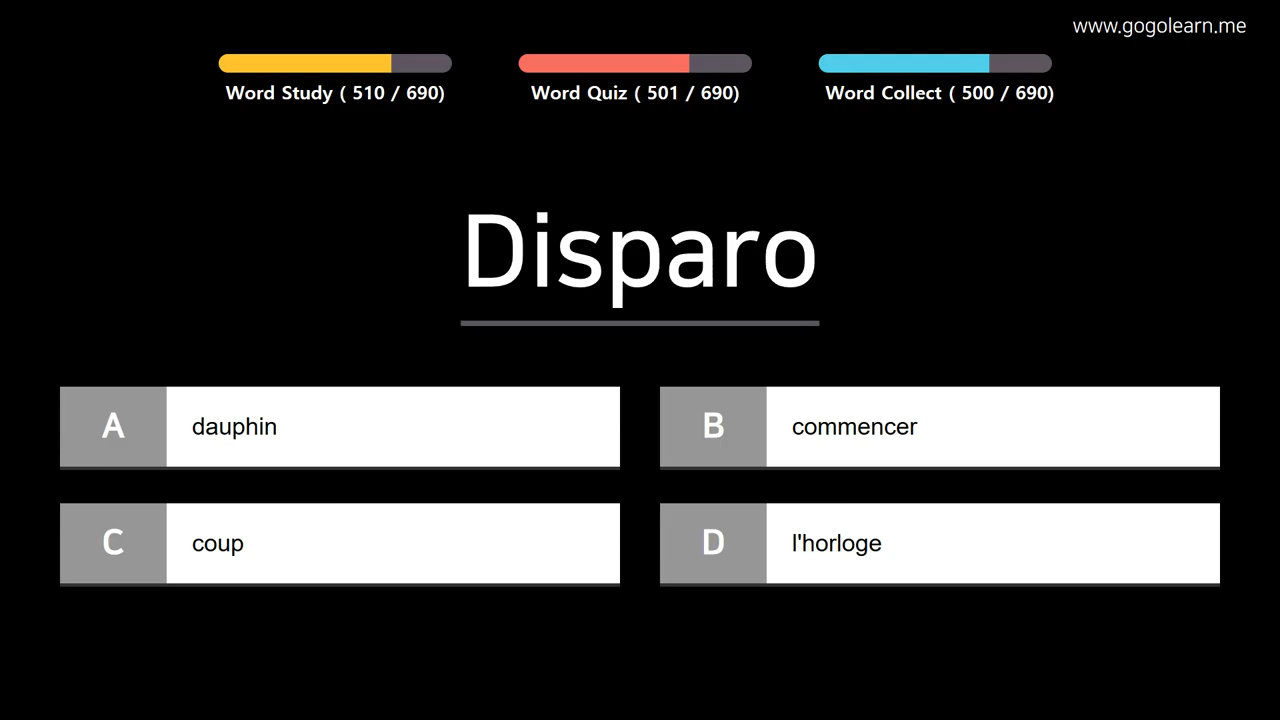 www.gogolearn.me
Word Study ( 510 / 690)
Word Quiz ( 501 / 690)
Word Collect ( 500 / 690)
Disparo
A dauphin
B commencer
C coup
D l'horloge